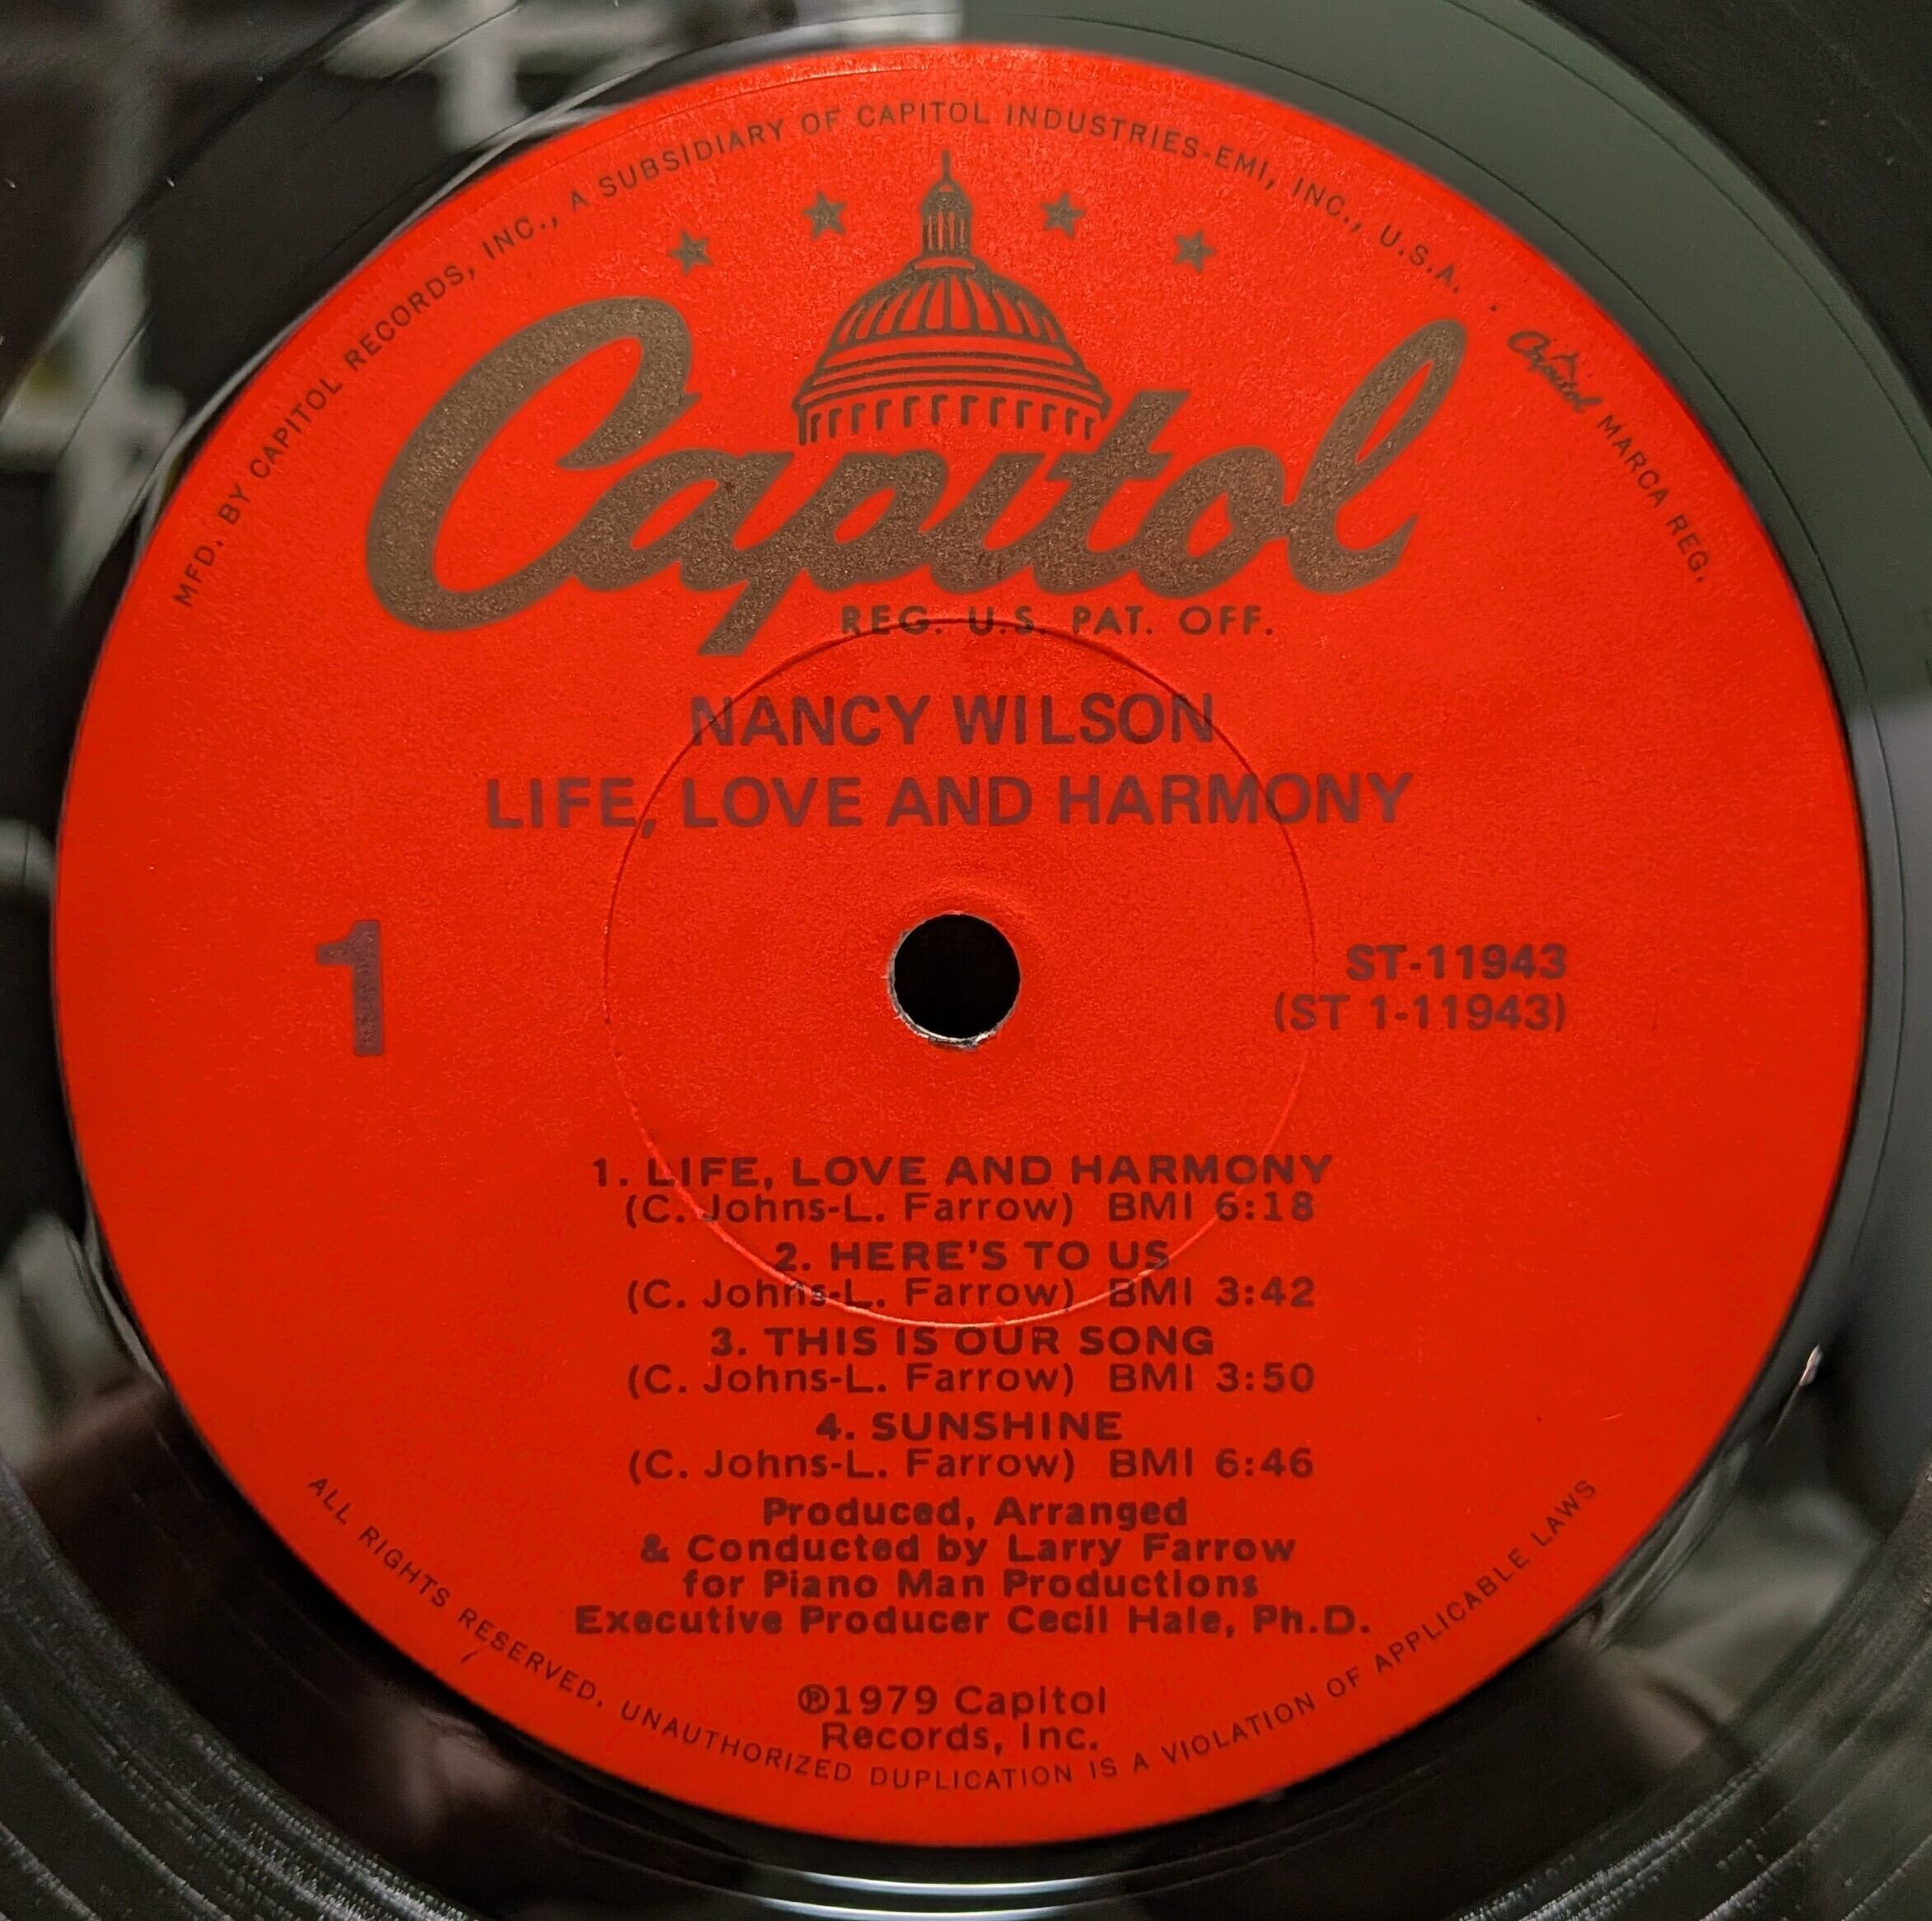 MFD. BY CAPITOL RECORDS, INC., A SUBSIDIARY OF CAPITOL INDUSTRIES-EMI, INC., U.S.A. . Capitol MARCA REG.
Capitol
REG. U.S. PAT. OFF.
NANCY WILSON
LIFE, LOVE AND HARMONY
1
ST-11943
(ST 1-11943)
1. LIFE, LOVE AND HARMONY
(C. Johns-L. Farrow) BMI 6:18
2. HERE'S TO US
(C. Johns-L. Farrow) BMI 3:42
3. THIS IS OUR SONG
(C. Johns-L. Farrow) BMI 3:50
4. SUNSHINE
(C. Johns-L. Farrow) BMI 6:46
Produced, Arranged
& Conducted by Larry Farrow
for Piano Man Productions
Executive Producer Cecil Hale, Ph.D.
℗1979 Capitol
Records, Inc.
ALL RIGHTS RESERVED. UNAUTHORIZED DUPLICATION IS A VIOLATION OF APPLICABLE LAWS